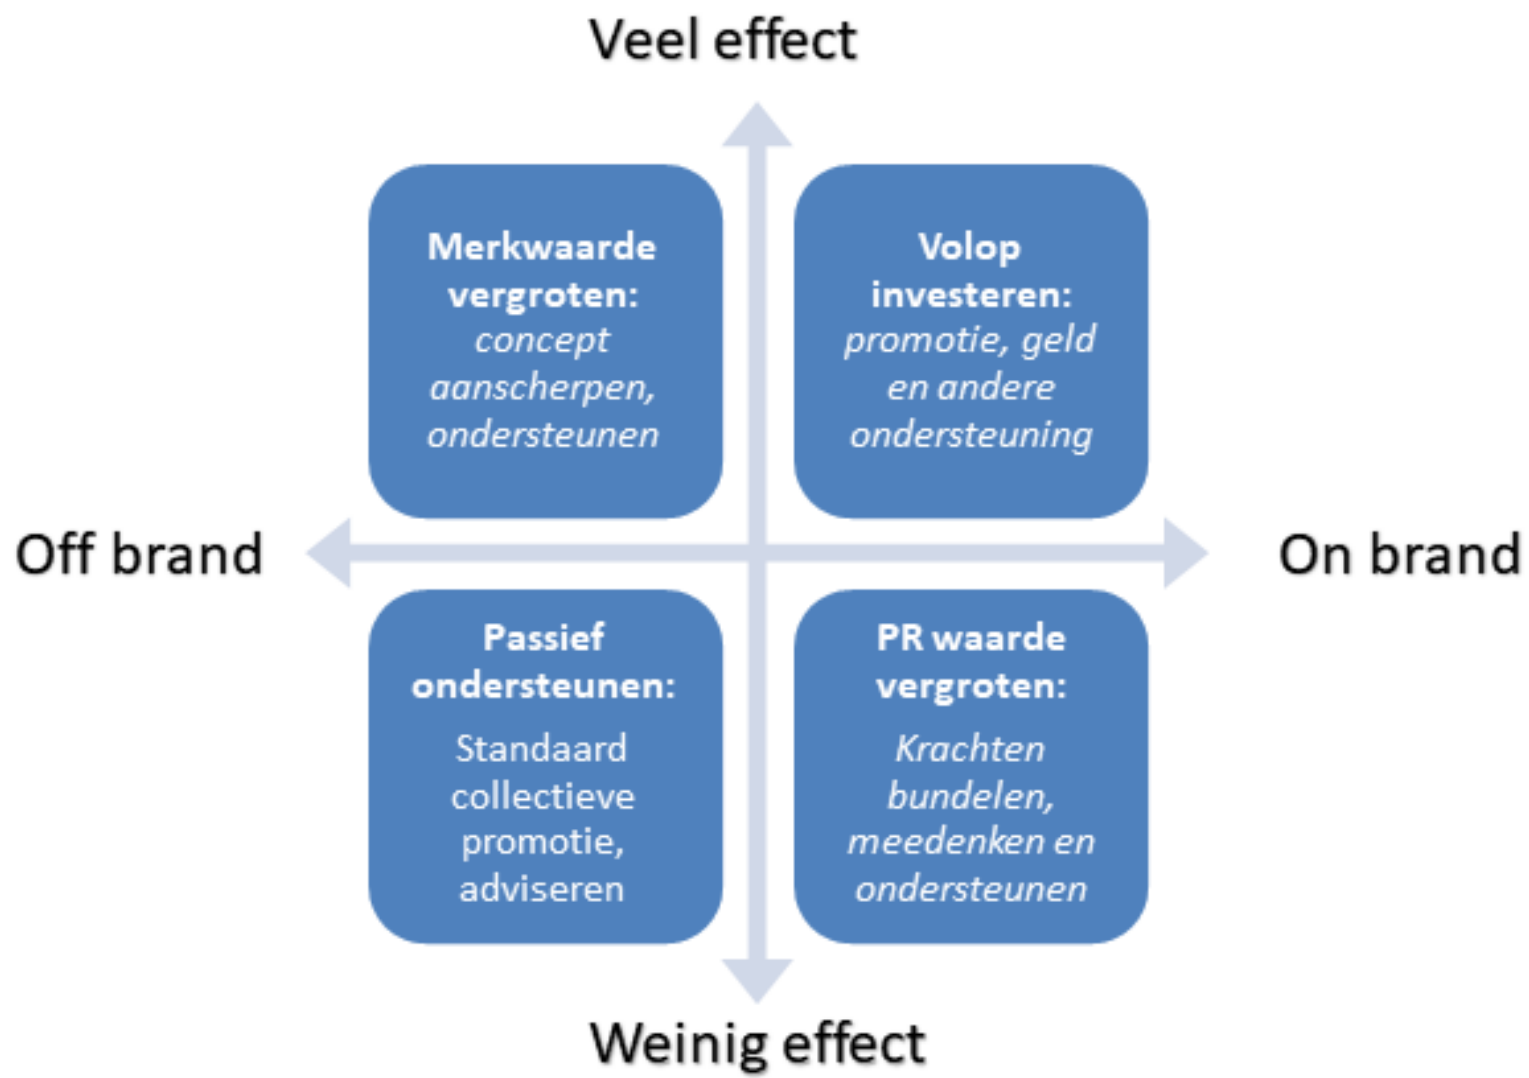 Veel effect
Merkwaarde
vergroten:
concept
aanscherpen,
ondersteunen
Volop
investeren:
promotie, geld
en andere
ondersteuning
Off brand
On brand
Passief
ondersteunen:
Standaard
collectieve
promotie,
adviseren
PR waarde
vergroten:
Krachten
bundelen,
meedenken en
ondersteunen
Weinig effect